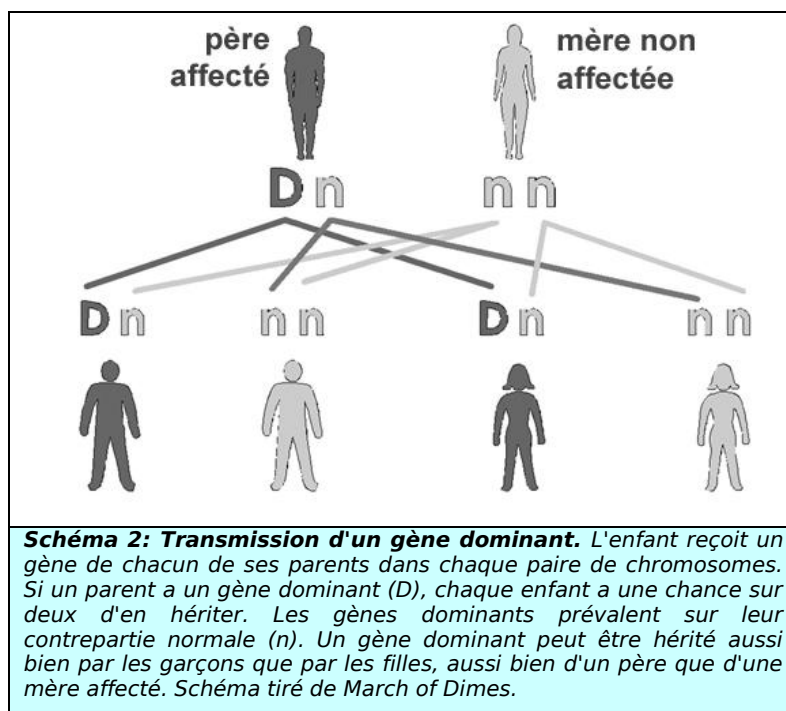 père
affecté
mère non
affectée
D n n n
D n n n D n n n
Schéma 2: Transmission d'un gène dominant. L'enfant reçoit un
gène de chacun de ses parents dans chaque paire de chromosomes.
Si un parent a un gène dominant (D), chaque enfant a une chance sur
deux d'en hériter. Les gènes dominants prévalent sur leur
contrepartie normale (n). Un gène dominant peut être hérité aussi
bien par les garçons que par les filles, aussi bien d'un père que d'une
mère affecté. Schéma tiré de March of Dimes.